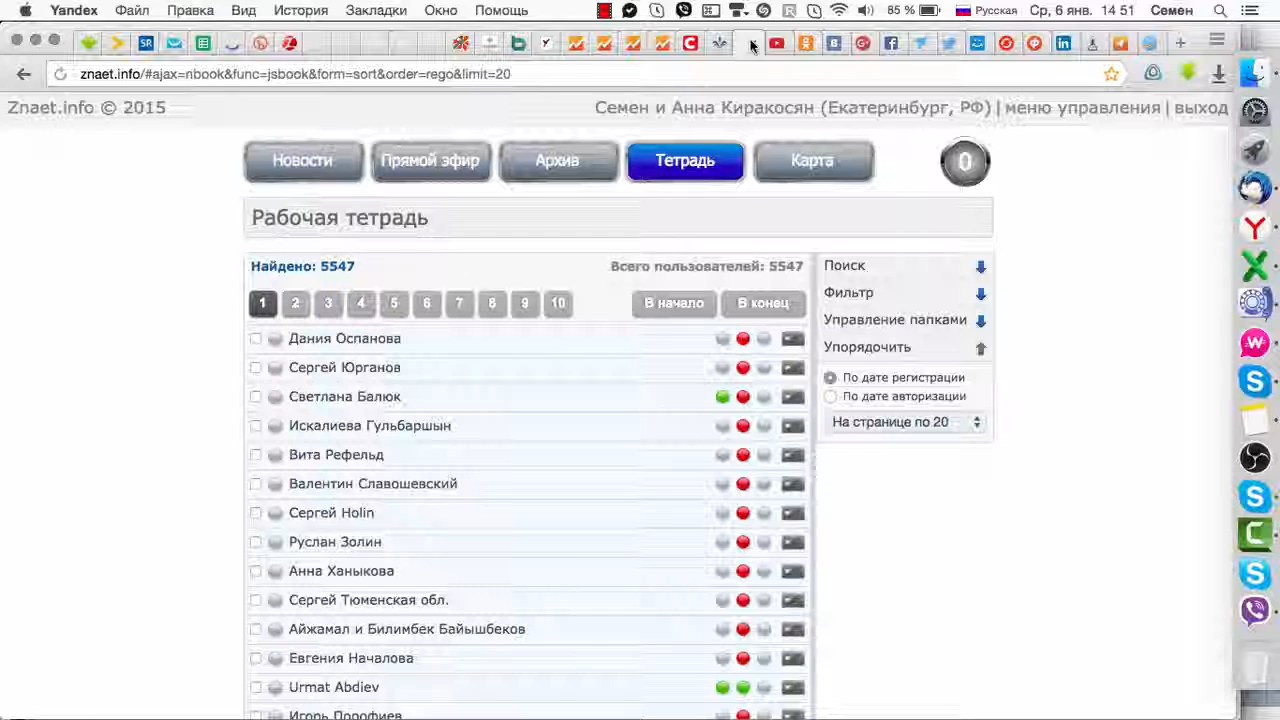 Yandex Файл Правка Вид История Закладки Окно Помощь 85 % Русская Ср, 6 янв. 14 51 Семен
znaet.info/#ajax=nbook&func=jsbook&form=sort&order=rego&limit=20
Znaet.info © 2015 Семен и Анна Киракосян (Екатеринбург, РФ) | меню управления | выход
Новости Прямой эфир Архив Тетрадь Карта 0
Рабочая тетрадь
Найдено: 5547 Всего пользователей: 5547
1 2 3 4 5 6 7 8 9 10 В начало В конец
Поиск
Фильтр
Управление папками
Упорядочить
По дате регистрации
По дате авторизации
На странице по 20
Дания Оспанова
Сергей Юрганов
Светлана Балюк
Искалиева Гульбаршын
Вита Рефельд
Валентин Славошевский
Сергей Holin
Руслан Золин
Анна Ханыкова
Сергей Тюменская обл.
Айжамал и Билимбек Байышбеков
Евгения Началова
Urmat Abdiev
Игорь